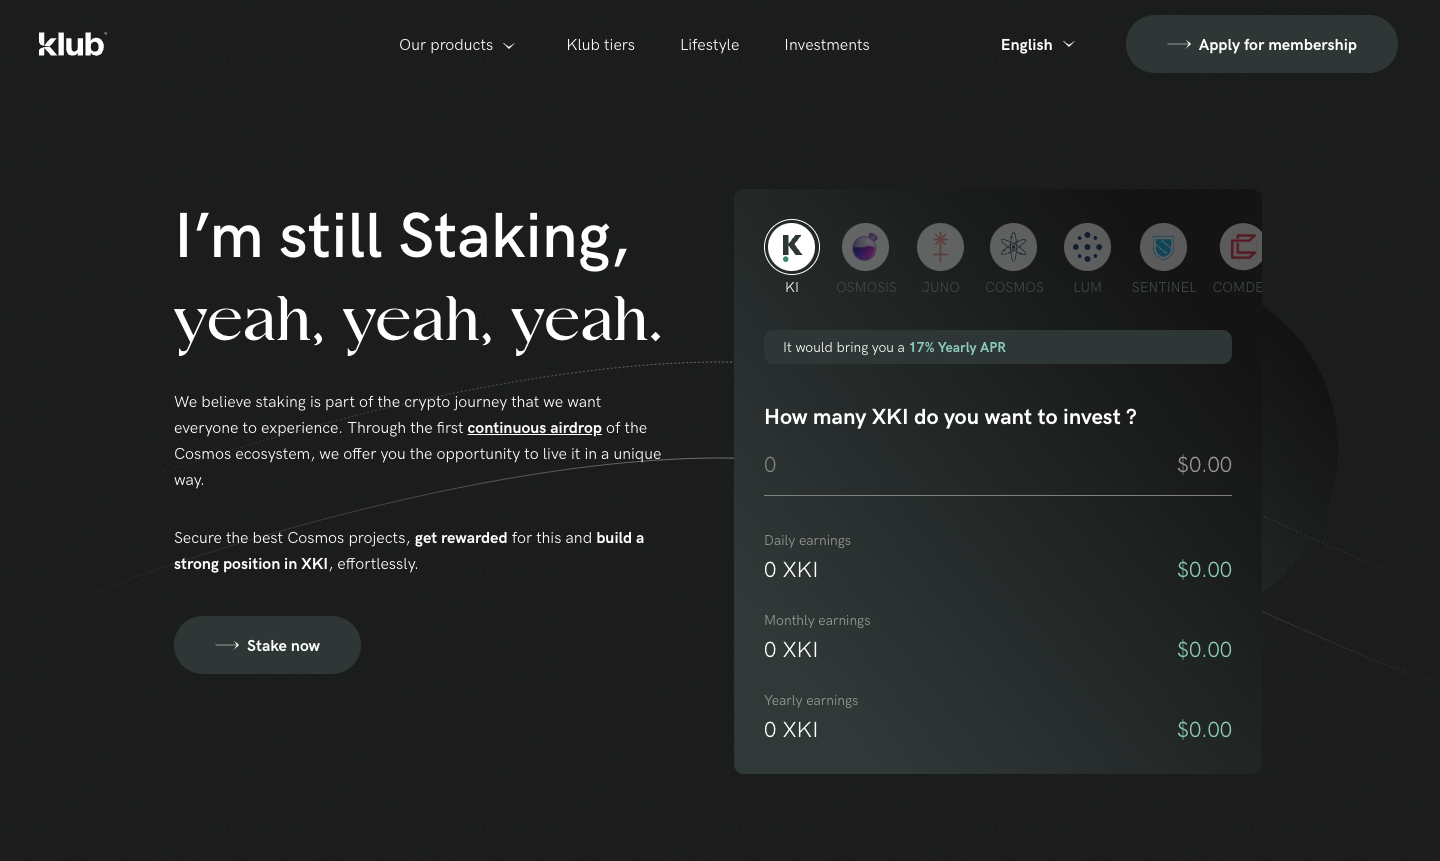 klub
Our products
Klub tiers
Lifestyle
Investments
English
Apply for membership
I'm still Staking,
yeah, yeah, yeah.
We believe staking is part of the crypto journey that we want
everyone to experience. Through the first continuous airdrop of the
Cosmos ecosystem, we offer you the opportunity to live it in a unique
way.
Secure the best Cosmos projects, get rewarded for this and build a
strong position in XKI, effortlessly.
Stake now
KI
OSMOSIS
JUNO
COSMOS
LUM
SENTINEL
COMDE
It would bring you a 17% Yearly APR
How many XKI do you want to invest ?
0 $0.00
Daily earnings
0 XKI $0.00
Monthly earnings
0 XKI $0.00
Yearly earnings
0 XKI $0.00